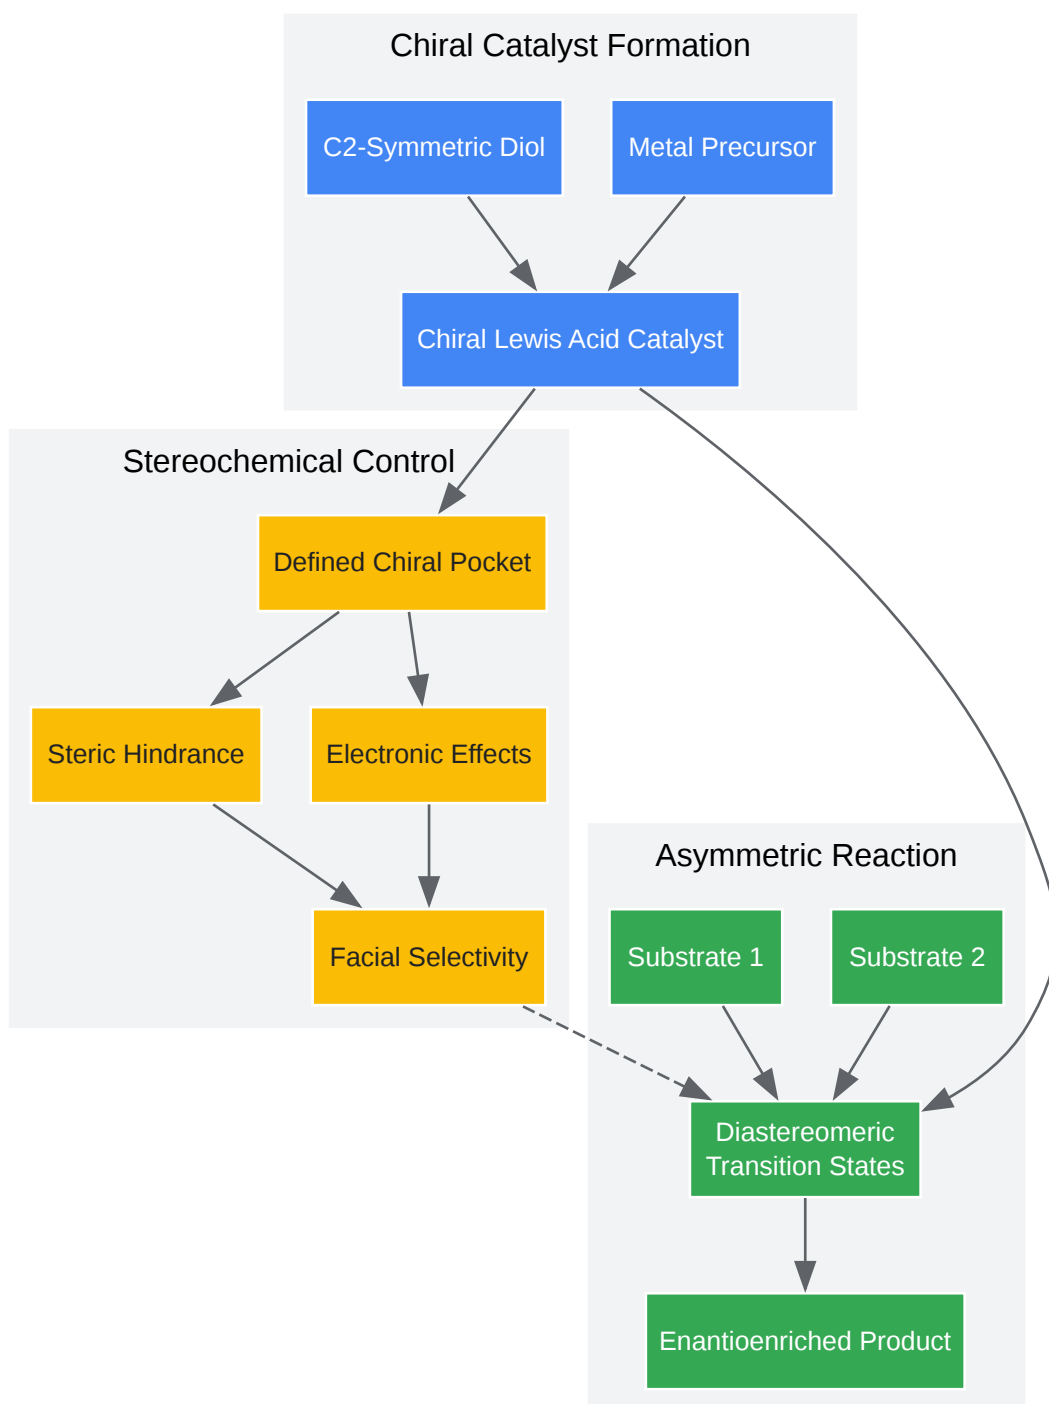 Chiral Catalyst Formation
C2-Symmetric Diol
Metal Precursor
Chiral Lewis Acid Catalyst
Stereochemical Control
Defined Chiral Pocket
Steric Hindrance
Electronic Effects
Facial Selectivity
Asymmetric Reaction
Substrate 1
Substrate 2
Diastereomeric
Transition States
Enantioenriched Product